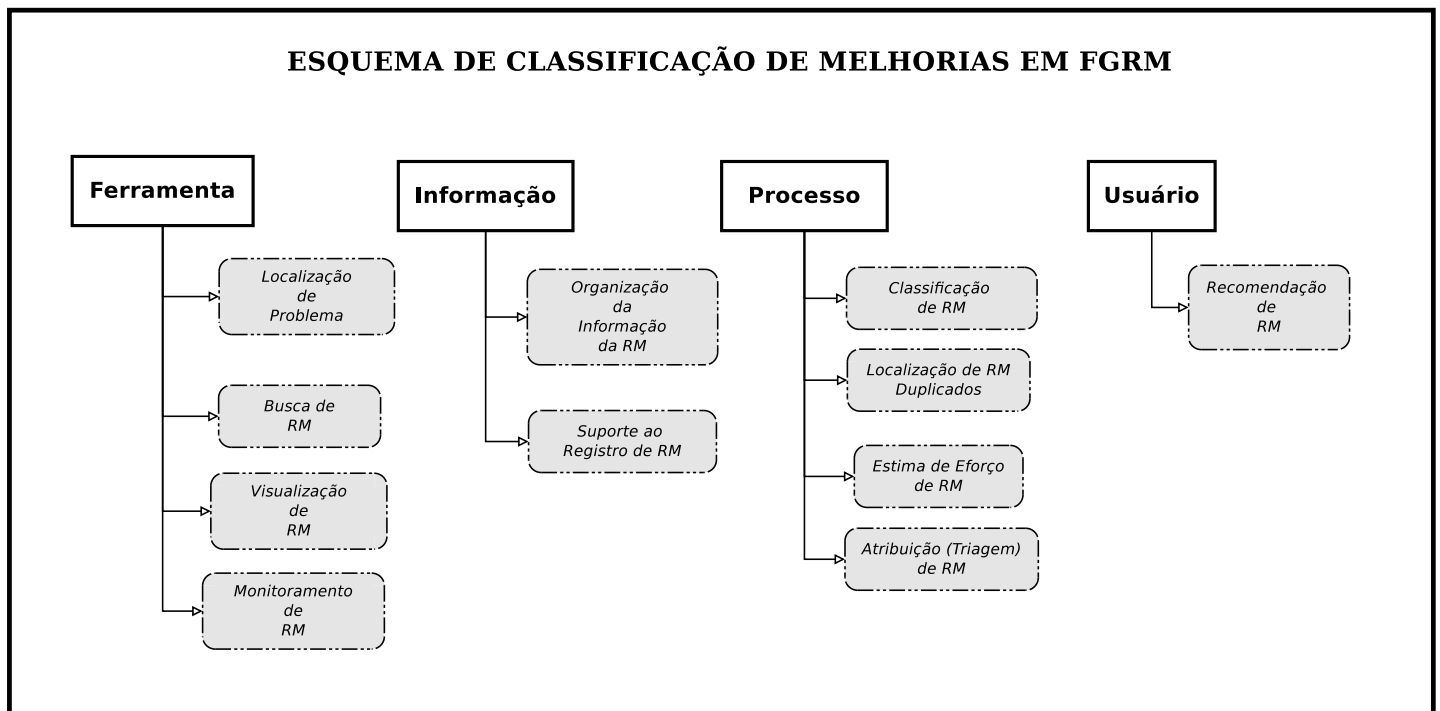 ESQUEMA DE CLASSIFICAÇÃO DE MELHORIAS EM FGRM
Ferramenta
Localização
de
Problema
Busca de
RM
Visualização
de
RM
Monitoramento
de
RM
Informação
Organização
da
Informação
da RM
Suporte ao
Registro de RM
Processo
Classificação
de RM
Localização de RM
Duplicados
Estima de Eforço
de RM
Atribuição (Triagem)
de RM
Usuário
Recomendação
de
RM